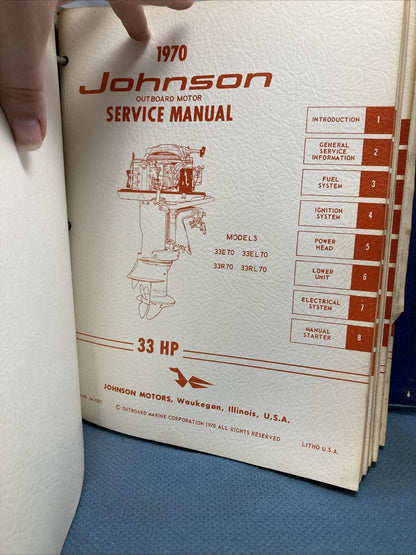 1970
Johnson
OUTBOARD MOTOR
SERVICE MANUAL
INTRODUCTION 1
GENERAL
SERVICE
INFORMATION 2
FUEL
SYSTEM 3
IGNITION
SYSTEM 4
POWER
HEAD 5
LOWER
UNIT 6
ELECTRICAL
SYSTEM 7
MANUAL
STARTER 8
MODELS
33E70 33EL70
33R70 33RL70
33 HP
JOHNSON MOTORS, Waukegan, Illinois, U.S.A.
© OUTBOARD MARINE CORPORATION 1970 ALL RIGHTS RESERVED
LITHO U.S.A.